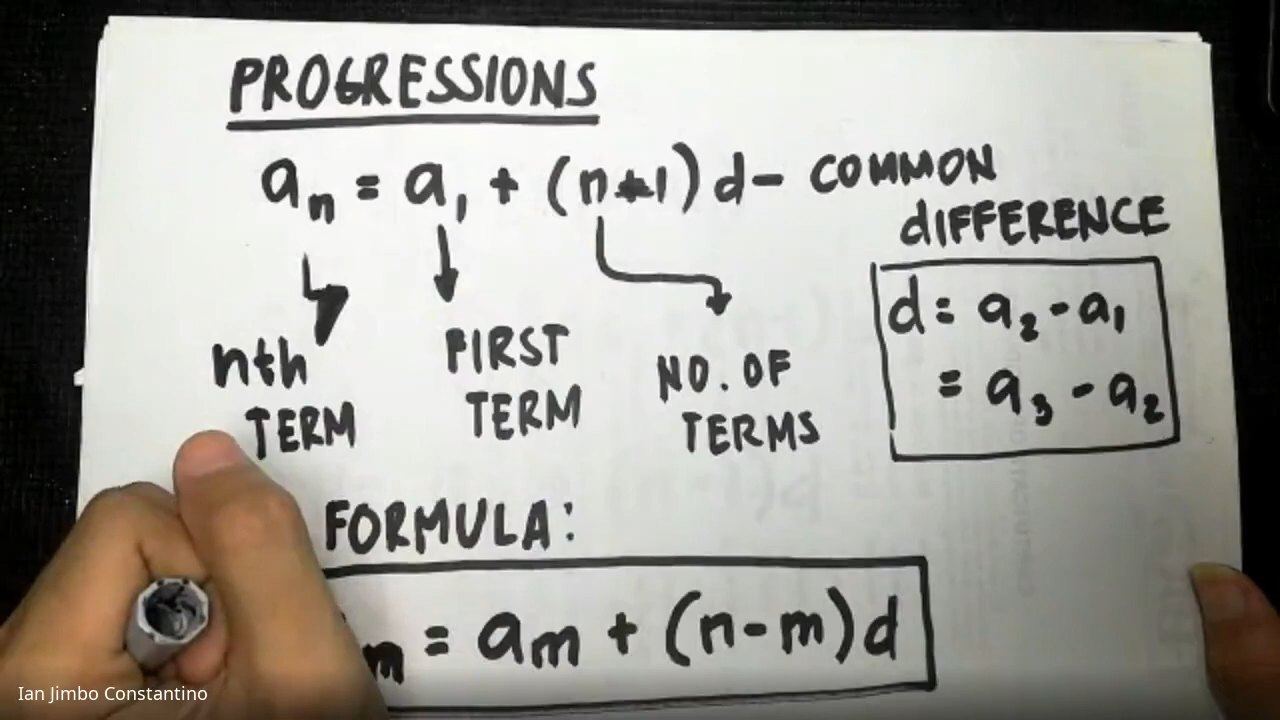 PROGRESSIONS
an = a1 + (n-1) d - COMMON DIFFERENCE
nth TERM
FIRST TERM
NO. OF TERMS
d = a2 - a1
= a3 - a2
FORMULA:
m = am + (n-m)d
Ian Jimbo Constantino